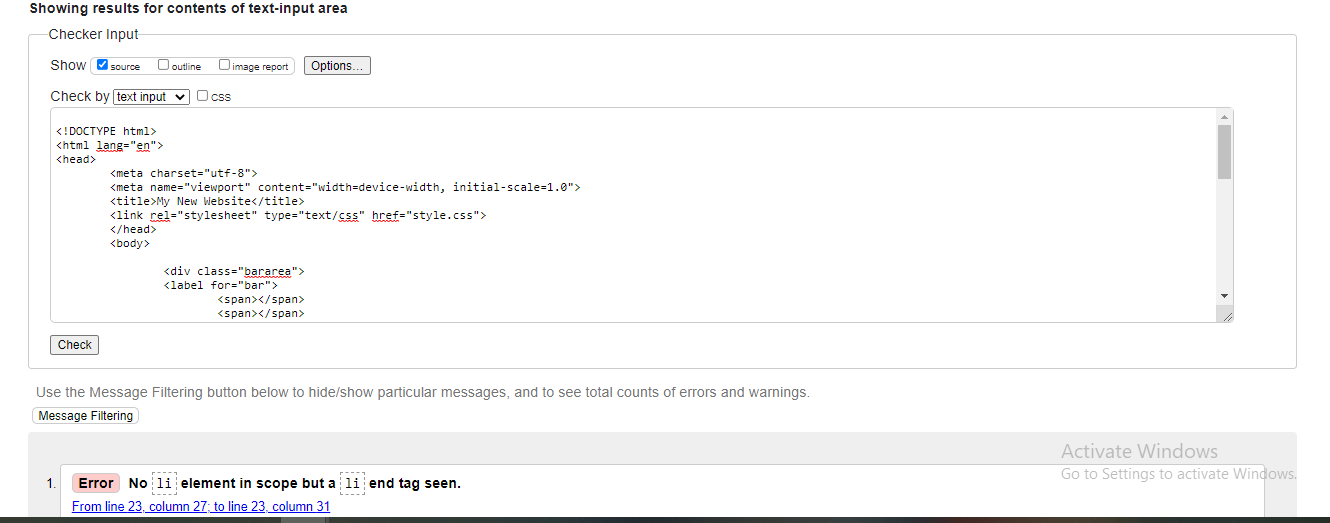 Showing results for contents of text-input area
Checker Input
Show source outline image report Options...
Check by text input css
<!DOCTYPE html>
<html lang="en">
<head>
<meta charset="utf-8">
<meta name="viewport" content="width=device-width, initial-scale=1.0">
<title>My New Website</title>
<link rel="stylesheet" type="text/css" href="style.css">
</head>
<body>
<div class="bararea">
<label for="bar">
<span></span>
<span></span>
Check
Use the Message Filtering button below to hide/show particular messages, and to see total counts of errors and warnings.
Message Filtering
Activate Windows
Go to Settings to activate Windows.
1. Error No li element in scope but a li end tag seen.
From line 23, column 27; to line 23, column 31